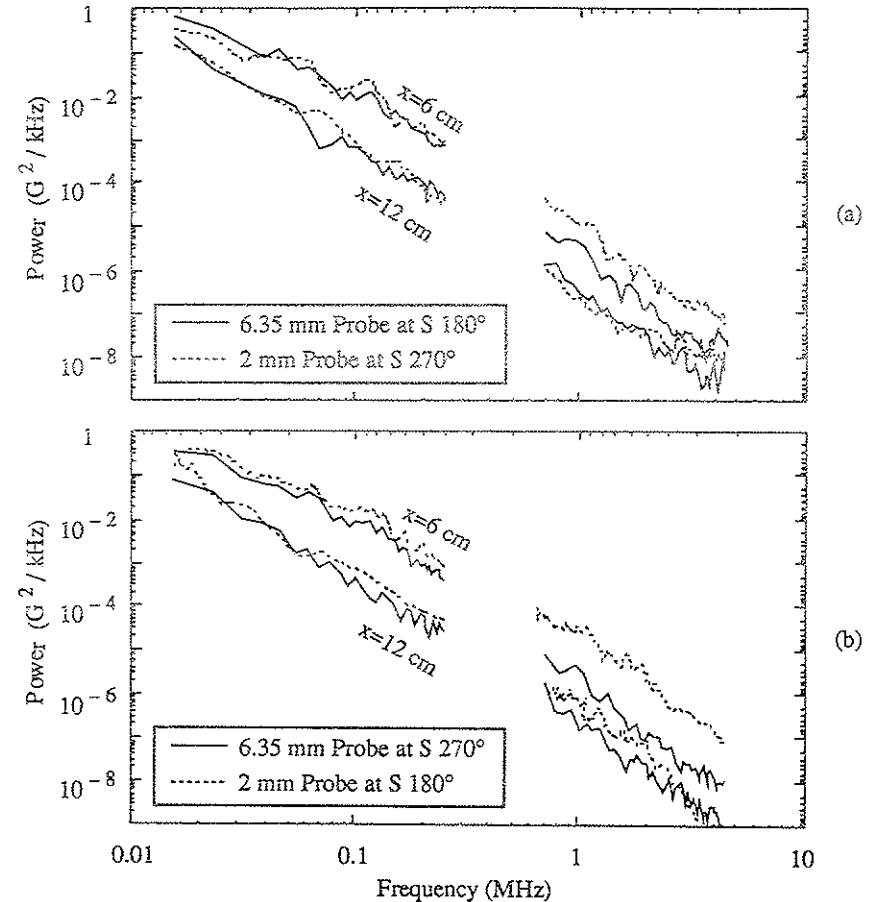 1
10 -2
10 -4
10 -6
10 -8
Power (G 2 / kHz)
x=6 cm
x=12 cm
6.35 mm Probe at S 180°
2 mm Probe at S 270°
(a)
1
10 -2
10 -4
10 -6
10 -8
Power (G 2 / kHz)
x=6 cm
x=12 cm
6.35 mm Probe at S 270°
2 mm Probe at S 180°
(b)
0.01
0.1
1
10
Frequency (MHz)